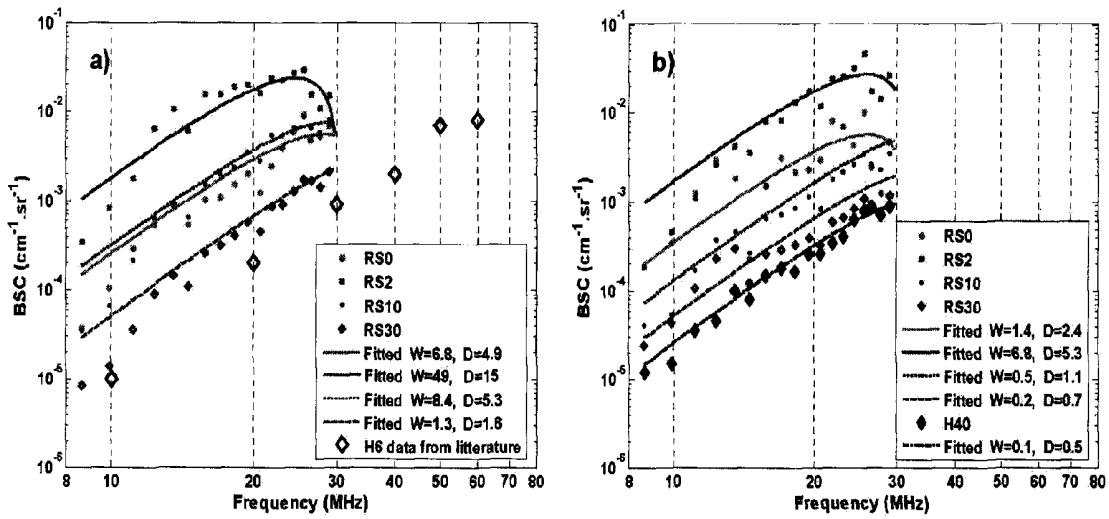 a)
BSC (cm⁻¹.sr⁻¹)
10⁻¹
10⁻²
10⁻³
10⁻⁴
10⁻⁵
10⁻⁶
RS0
RS2
RS10
RS30
Fitted W=6.8, D=4.9
Fitted W=49, D=15
Fitted W=8.4, D=5.3
Fitted W=1.3, D=1.8
H6 data from litterature
8 10 20 30 40 50 60 80
Frequency (MHz)
b)
BSC (cm⁻¹.sr⁻¹)
10⁻¹
10⁻²
10⁻³
10⁻⁴
10⁻⁵
10⁻⁶
RS0
RS2
RS10
RS30
Fitted W=1.4, D=2.4
Fitted W=6.8, D=5.3
Fitted W=0.5, D=1.1
Fitted W=0.2, D=0.7
H40
Fitted W=0.1, D=0.5
8 10 20 30 40 50 60 70 80
Frequency (MHz)